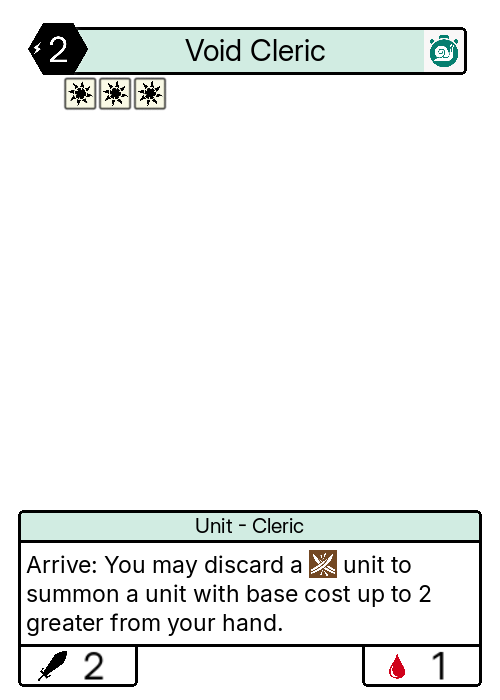 2
Void Cleric
Unit - Cleric
Arrive: You may discard a unit to
summon a unit with base cost up to 2
greater from your hand.
2
1